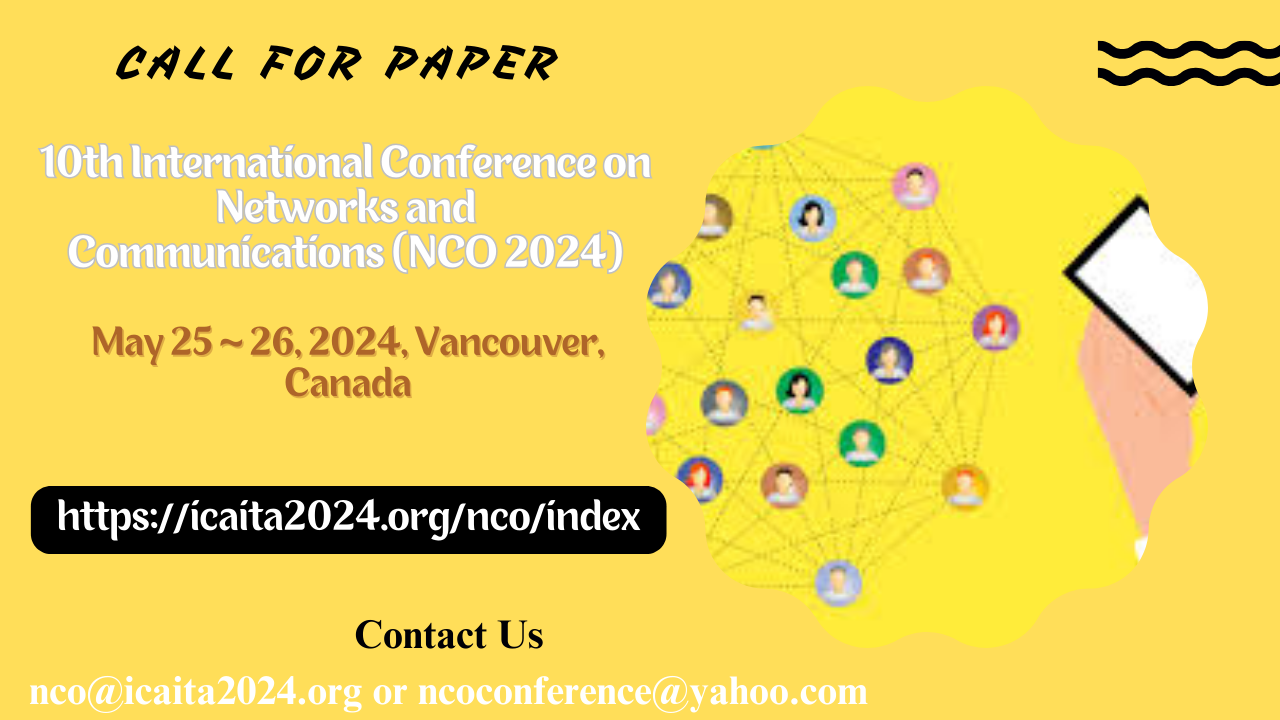 CALL FOR PAPER
10th International Conference on
Networks and
Communications (NCO 2024)
May 25 ~ 26, 2024, Vancouver,
Canada
https://icaita2024.org/nco/index
Contact Us
nco@icaita2024.org or ncoconference@yahoo.com